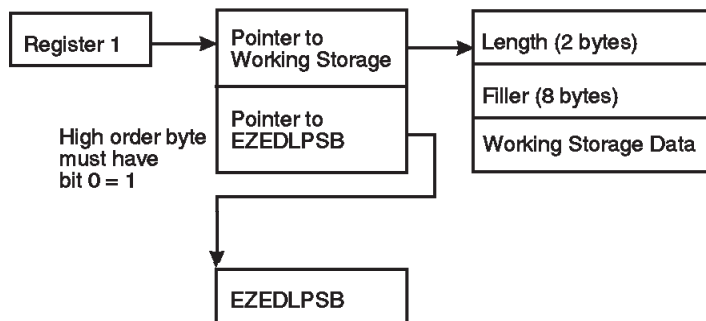 Register 1
Pointer to
Working Storage
Length (2 bytes)
Filler (8 bytes)
Working Storage Data
Pointer to
EZEDLPSB
High order byte
must have
bit 0 = 1
EZEDLPSB